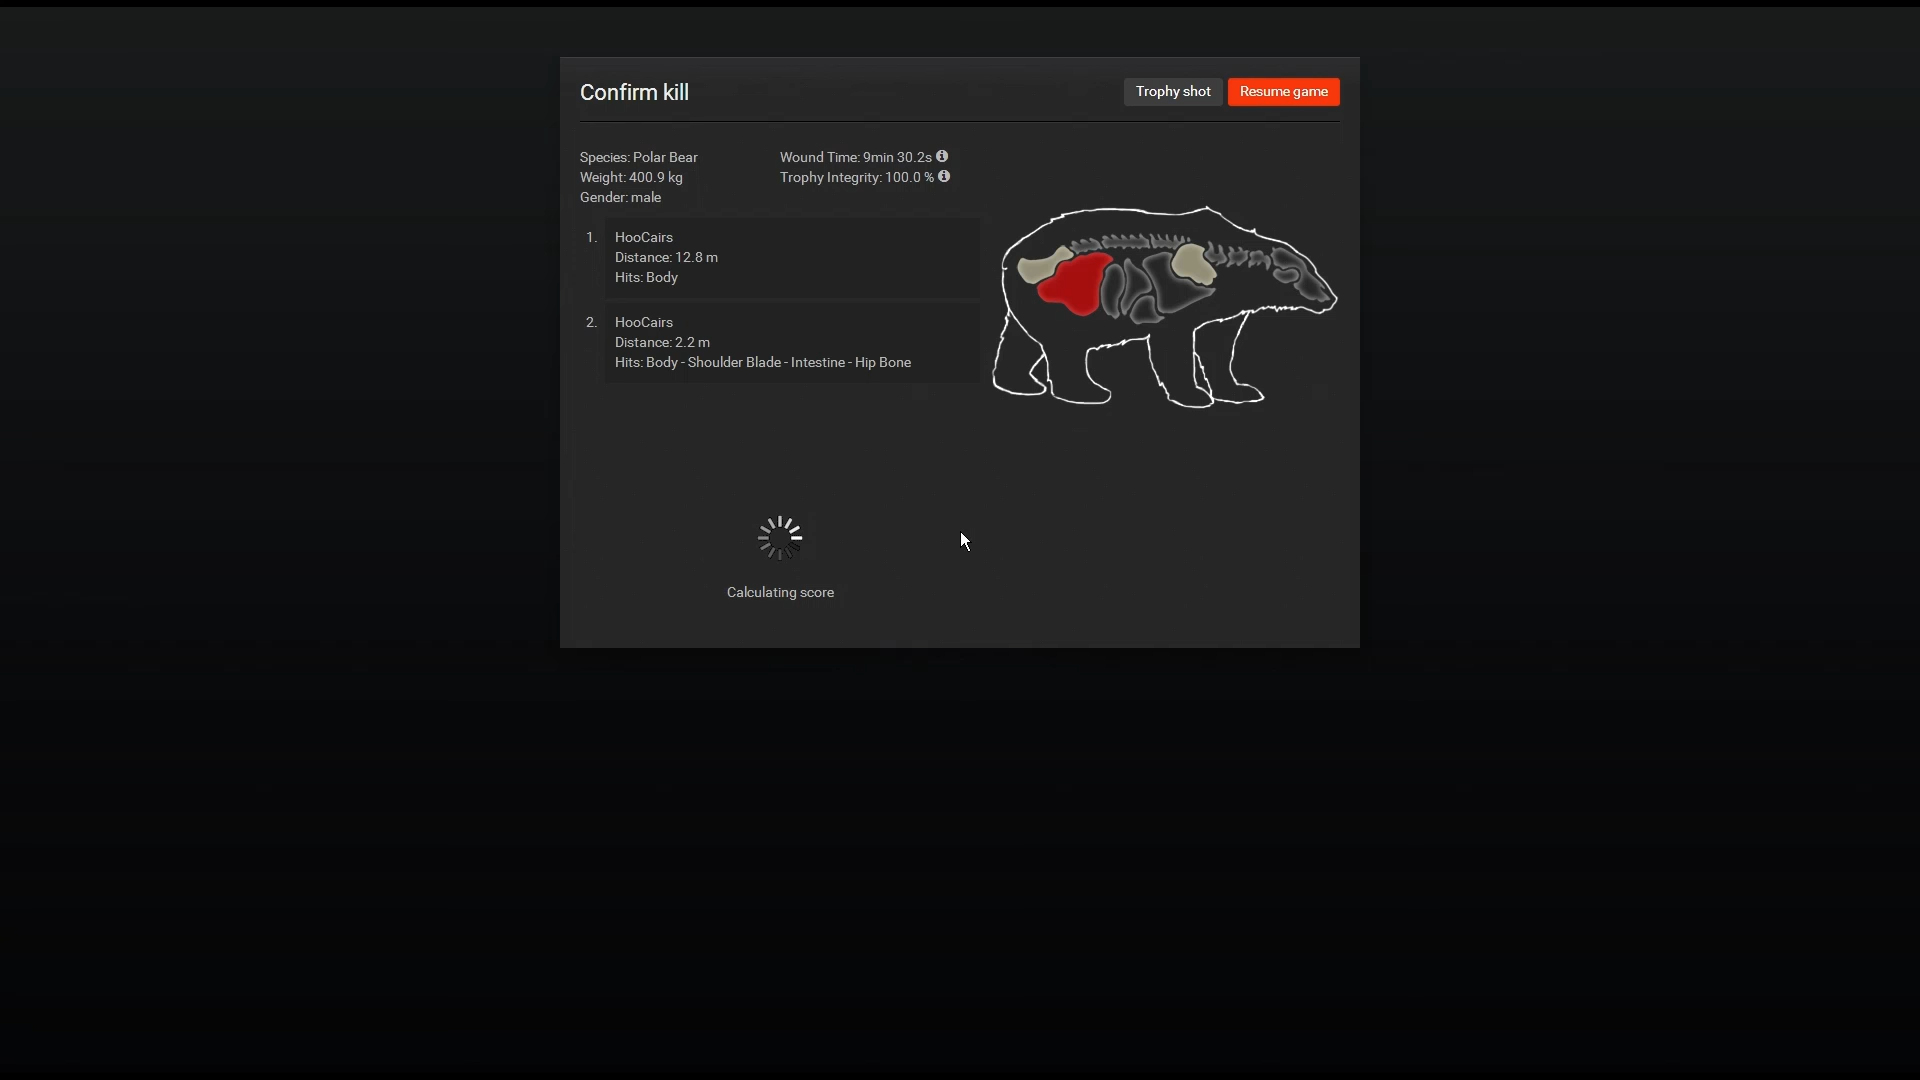 Confirm kill
Trophy shot
Resume game
Species: Polar Bear
Weight: 400.9 kg
Gender: male
Wound Time: 9min 30.2s
Trophy Integrity: 100.0 %
1.
HooCairs
Distance: 12.8 m
Hits: Body
2.
HooCairs
Distance: 2.2 m
Hits: Body - Shoulder Blade - Intestine - Hip Bone
Calculating score